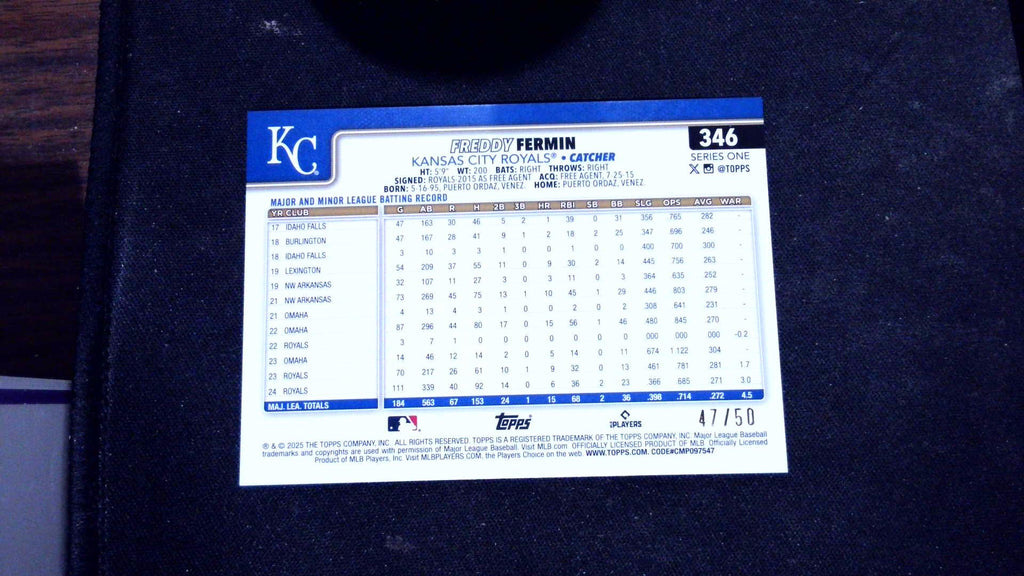 KC
FREDDY FERMIN
346
KANSAS CITY ROYALS® • CATCHER
SERIES ONE
HT: 5'9" WT: 200 BATS: RIGHT THROWS: RIGHT
@TOPPS
SIGNED: ROYALS-2015 AS FREE AGENT ACQ: FREE AGENT, 7-25-15
BORN: 5-16-95, PUERTO ORDAZ, VENEZ. HOME: PUERTO ORDAZ, VENEZ.
MAJOR AND MINOR LEAGUE BATTING RECORD
YR CLUB G AB R H 2B 3B HR RBI SB BB SLG OPS AVG WAR
17 IDAHO FALLS 47 163 30 46 5 2 1 39 0 31 .356 .765 .282 -
18 BURLINGTON 47 167 28 41 9 1 2 18 2 25 .347 .696 .246 -
18 IDAHO FALLS 3 10 3 3 1 0 0 1 0 0 .400 .700 .300 -
19 LEXINGTON 54 209 37 55 11 0 9 30 2 14 .445 .756 .263 -
19 NW ARKANSAS 32 107 11 27 3 0 3 11 0 3 .364 .635 .252 -
21 NW ARKANSAS 73 269 45 75 13 1 10 45 1 29 .446 .803 .279 -
21 OMAHA 4 13 4 3 1 0 0 2 0 2 .308 .641 .231 -
22 OMAHA 87 296 44 80 17 0 15 56 1 46 .480 .845 .270 -
22 ROYALS 3 7 1 0 0 0 0 0 0 0 .000 .000 .000 -0.2
23 OMAHA 14 46 12 14 2 0 5 14 0 11 .674 1.122 .304 -
23 ROYALS 70 217 26 61 10 1 9 32 0 13 .461 .781 .281 1.7
24 ROYALS 111 339 40 92 14 0 6 36 2 23 .366 .685 .271 3.0
MAJ. LEA. TOTALS 184 563 67 153 24 1 15 68 2 36 .398 .714 .272 4.5
Topps
PLAYERS
47/50
® & © 2025 THE TOPPS COMPANY, INC. ALL RIGHTS RESERVED. TOPPS IS A REGISTERED TRADEMARK OF THE TOPPS COMPANY, INC. Major League Baseball
trademarks and copyrights are used with permission of Major League Baseball. Visit MLB.com. OFFICIALLY LICENSED PRODUCT OF MLB. Officially Licensed
Product of MLB Players, Inc. Visit MLBPLAYERS.COM, the Players Choice on the web. WWW.TOPPS.COM. CODE#CMP097547